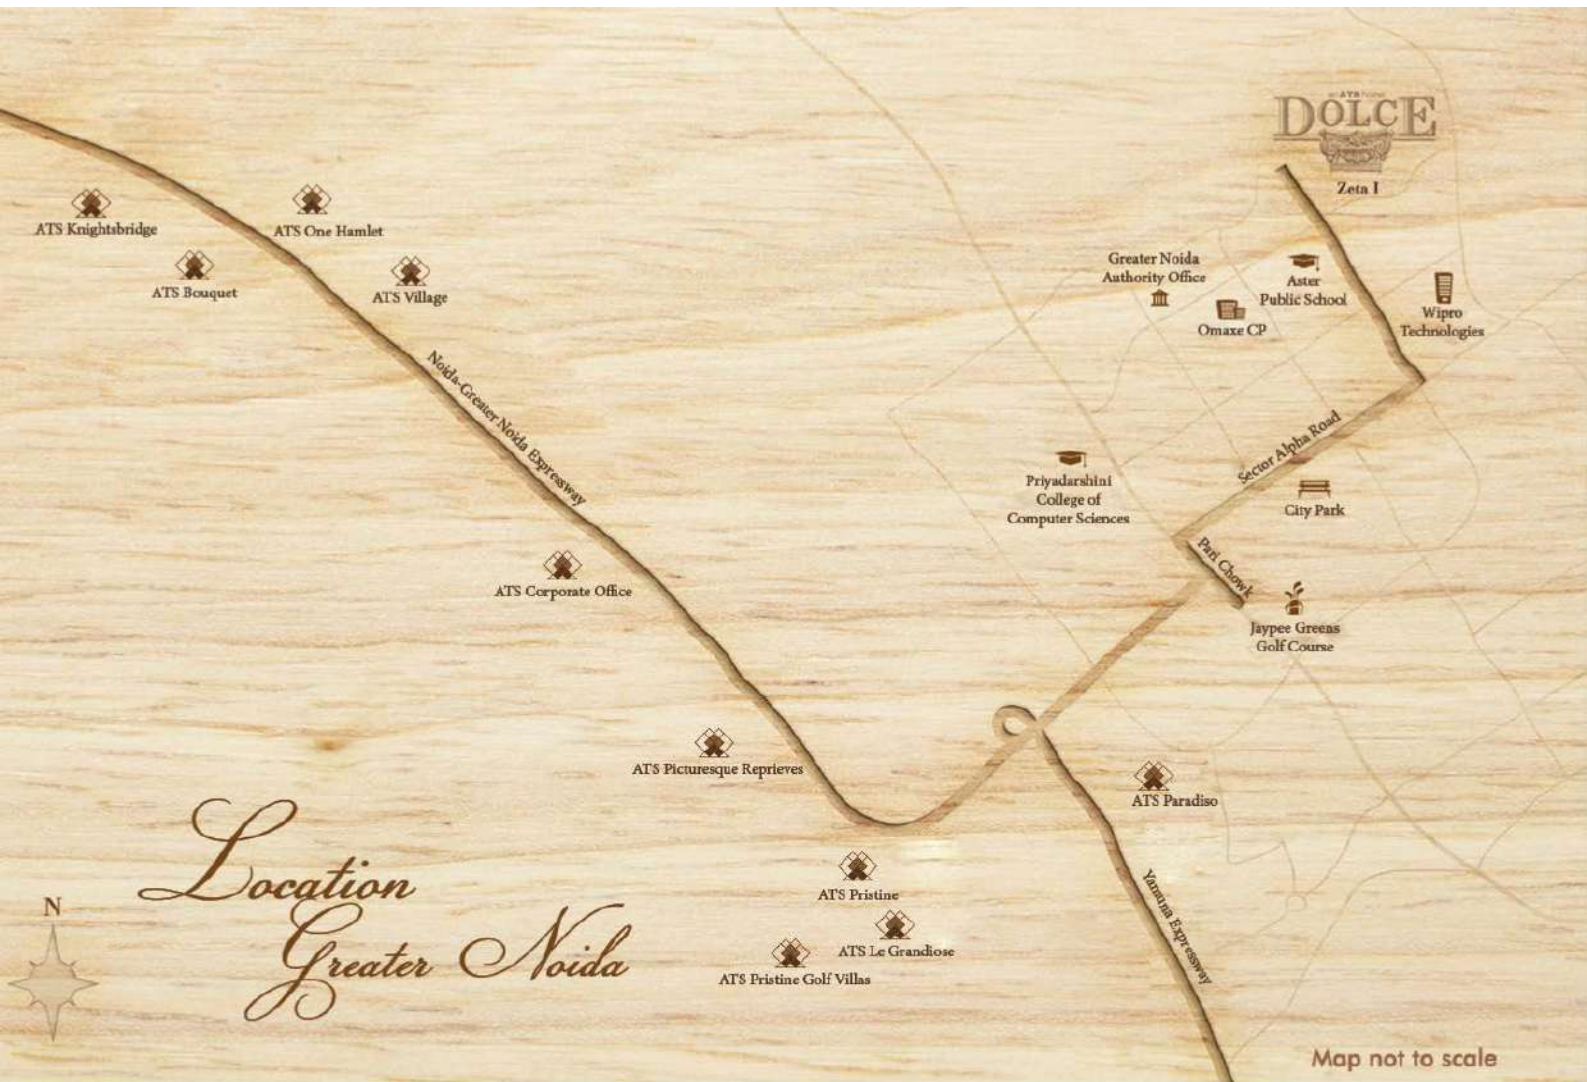 an ATS home
DOLCE
Zeta I
ATS Knightsbridge
ATS One Hamlet
ATS Bouquet
ATS Village
Greater Noida
Authority Office
Aster
Public School
Omaxe CP
Wipro
Technologies
Noida-Greater Noida Expressway
Sector Alpha Road
Priyadarshini
College of
Computer Sciences
City Park
Pari Chowk
ATS Corporate Office
Jaypee Greens
Golf Course
ATS Picturesque Reprieves
ATS Paradiso
Yamuna Expressway
ATS Pristine
ATS Le Grandiose
ATS Pristine Golf Villas
Location
Greater Noida
N
Map not to scale